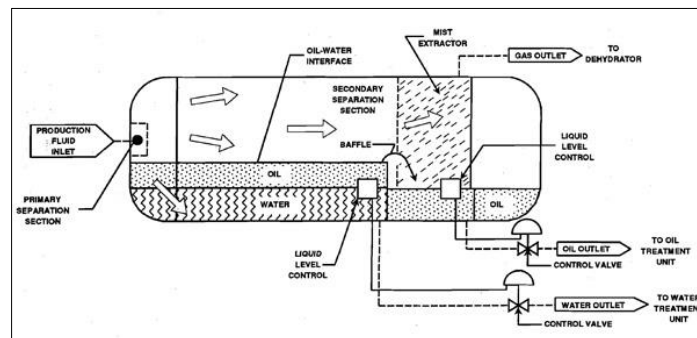 MIST
EXTRACTOR
OIL-WATER
INTERFACE
GAS OUTLET
TO
DEHYDRATOR
SECONDARY
SEPARATION
SECTION
PRODUCTION
FLUID
INLET
BAFFLE
LIQUID
LEVEL
CONTROL
OIL
PRIMARY
SEPARATION
SECTION
WATER
OIL
LIQUID
LEVEL
CONTROL
OIL OUTLET
TO OIL
TREATMENT
UNIT
CONTROL VALVE
WATER OUTLET
TO WATER
TREATMENT
UNIT
CONTROL VALVE